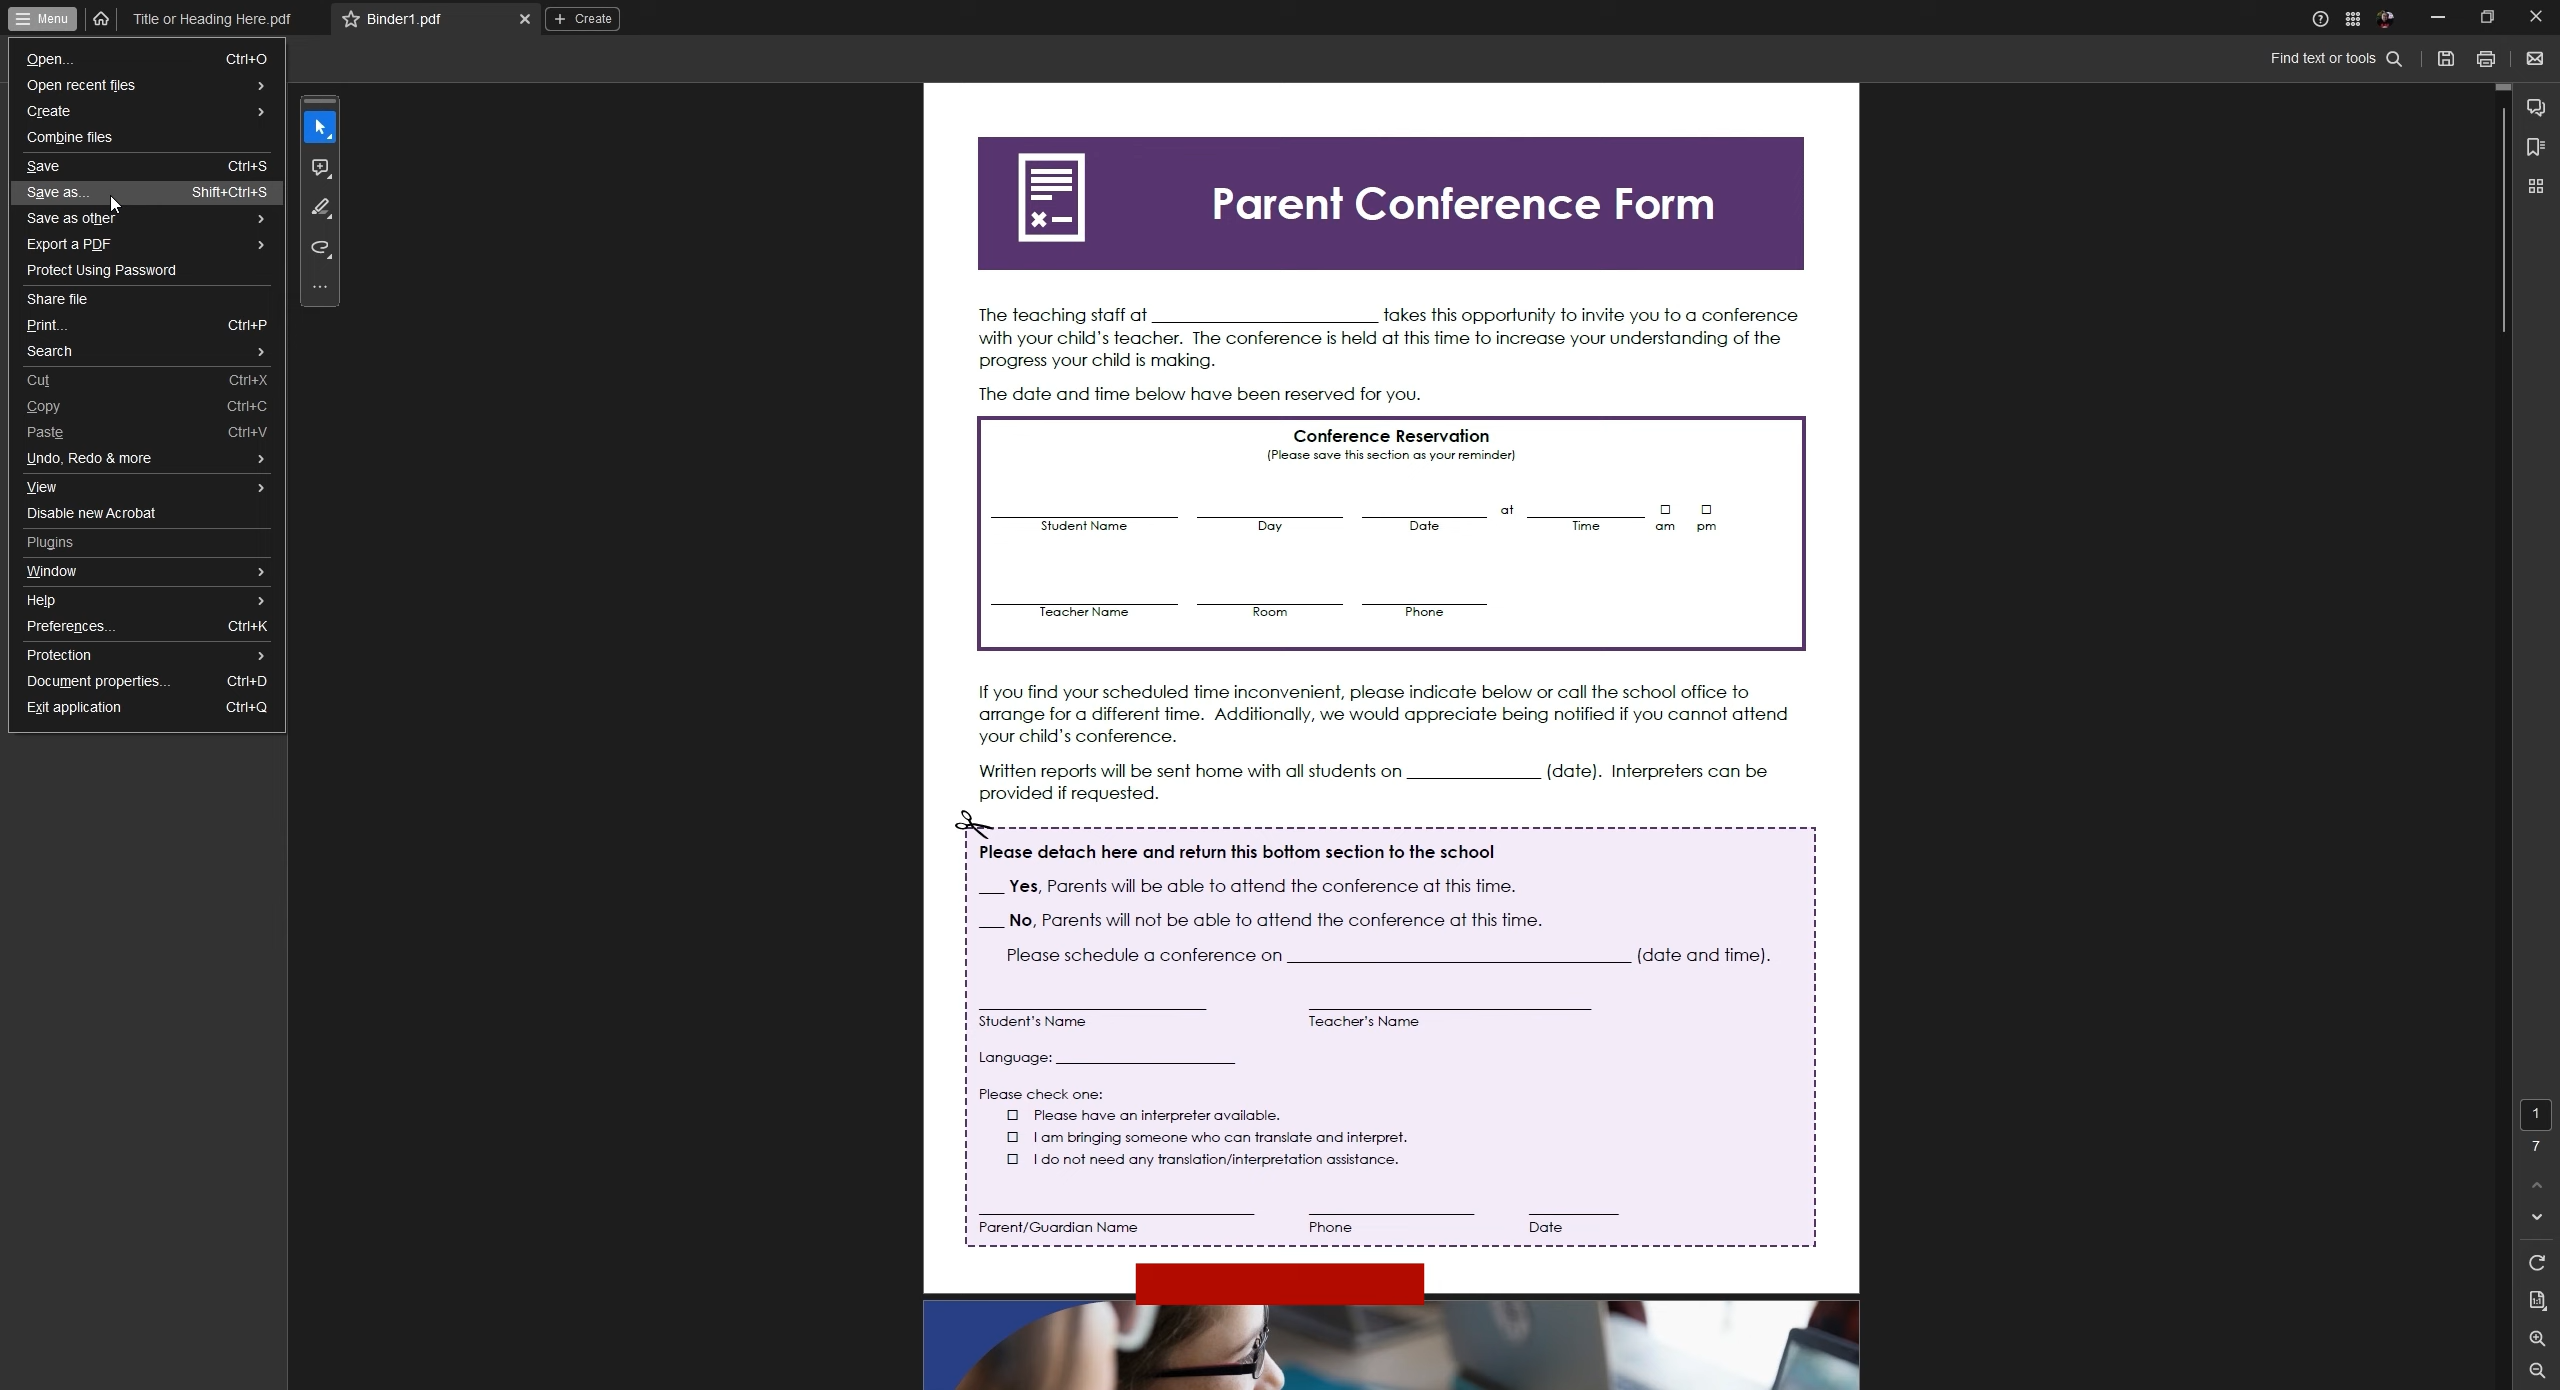 Menu Title or Heading Here.pdf Binder1.pdf Create
Find text or tools
Open... Ctrl+O
Open recent files
Create
Combine files
Save Ctrl+S
Save as... Shift+Ctrl+S
Save as other
Export a PDF
Protect Using Password
Share file
Print... Ctrl+P
Search
Cut Ctrl+X
Copy Ctrl+C
Paste Ctrl+V
Undo, Redo & more
View
Disable new Acrobat
Plugins
Window
Help
Preferences... Ctrl+K
Protection
Document properties... Ctrl+D
Exit application Ctrl+Q
Parent Conference Form
The teaching staff at ______ takes this opportunity to invite you to a conference
with your child's teacher. The conference is held at this time to increase your understanding of the
progress your child is making.
The date and time below have been reserved for you.
Conference Reservation
(Please save this section as your reminder)
at
Student Name Day Date Time am pm
Teacher Name Room Phone
If you find your scheduled time inconvenient, please indicate below or call the school office to
arrange for a different time. Additionally, we would appreciate being notified if you cannot attend
your child's conference.
Written reports will be sent home with all students on ______ (date). Interpreters can be
provided if requested.
Please detach here and return this bottom section to the school
___ Yes, Parents will be able to attend the conference at this time.
___ No, Parents will not be able to attend the conference at this time.
Please schedule a conference on ______ (date and time).
Student's Name Teacher's Name
Language: ______
Please check one:
☐ Please have an interpreter available.
☐ I am bringing someone who can translate and interpret.
☐ I do not need any translation/interpretation assistance.
Parent/Guardian Name Phone Date
1
7
1:1